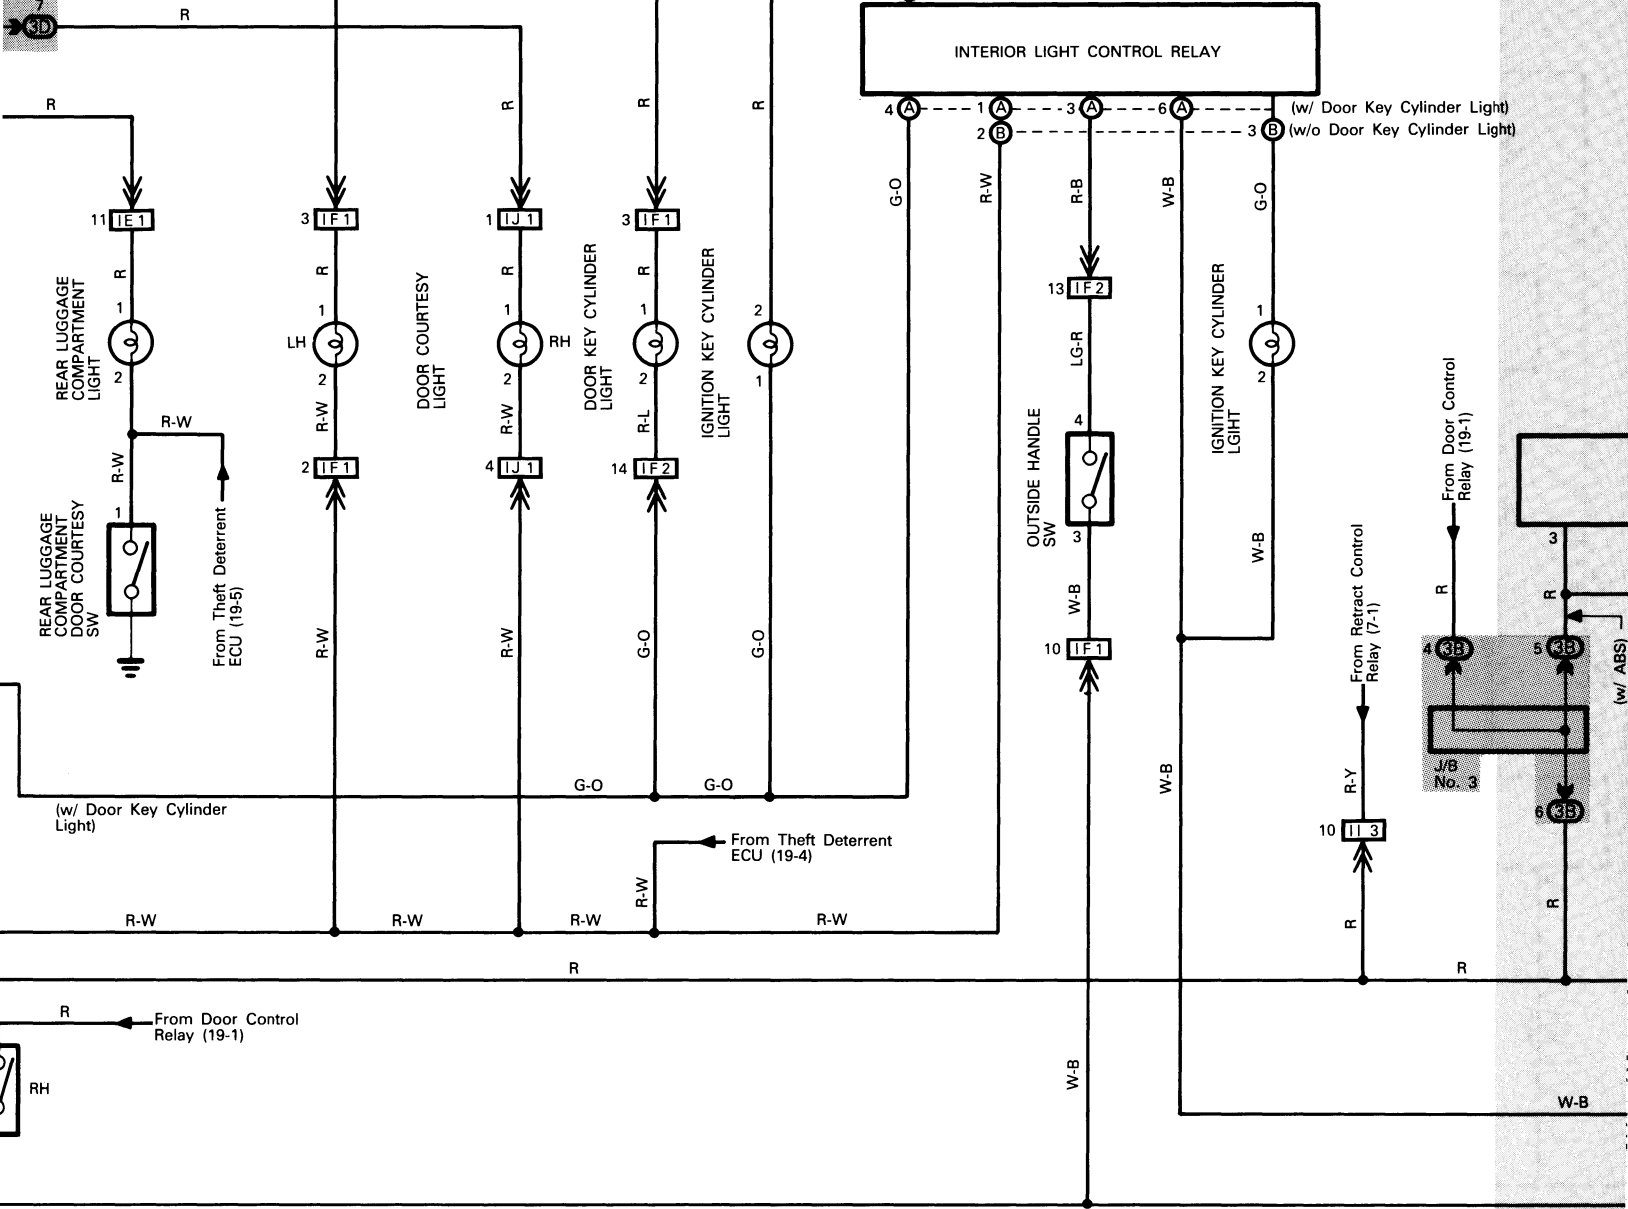 7
3D
R
INTERIOR LIGHT CONTROL RELAY
4 A 1 A 3 A 6 A (w/ Door Key Cylinder Light)
2 B 3 B (w/o Door Key Cylinder Light)
R
R
R
R
G-O
R-W
R-B
W-B
G-O
11 IE1
3 IF1
1 IJ1
3 IF1
13 IF2
R
R
R
R
REAR LUGGAGE
COMPARTMENT
LIGHT
1
2
LH
1
2
DOOR COURTESY
LIGHT
1
2
RH
DOOR KEY CYLINDER
LIGHT
1
2
IGNITION KEY CYLINDER
LIGHT
2
1
LG-R
IGNITION KEY CYLINDER
LGIHT
1
2
R-W
R-W
R-W
R-W
R-L
2 IF1
4 IJ1
14 IF2
OUTSIDE HANDLE
SW
4
3
W-B
W-B
10 IF1
REAR LUGGAGE
COMPARTMENT
DOOR COURTESY
SW
1
From Theft Deterrent
ECU (19-5)
R-W
R-W
G-O
G-O
From Door Control
Relay (19-1)
R
From Retract Control
Relay (7-1)
3
R
4 3B
5 3B
(w/ ABS)
J/B
No. 3
6 3B
G-O
G-O
W-B
R-Y
(w/ Door Key Cylinder
Light)
10 II 3
From Theft Deterrent
ECU (19-4)
R-W
R
R
R-W
R-W
R-W
R-W
R
R
R
From Door Control
Relay (19-1)
RH
W-B
W-B